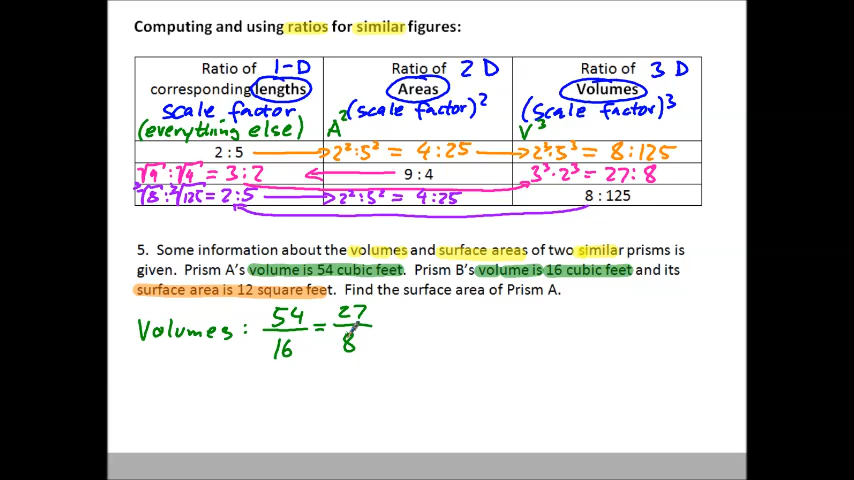 Computing and using ratios for similar figures:
Ratio of 1-D
corresponding lengths
scale factor
(everything else)
Ratio of 2 D
Areas
A² (scale factor)²
Ratio of 3 D
Volumes
(scale factor)³
V³
2 : 5 → 2²:5² = 4:25 → 2³:5³ = 8:125
√9 : √4 = 3:2 ← 9 : 4 3³:2³ = 27:8
³√8 : ³√125 = 2:5 → 2²:5² = 4:25 8 : 125
5. Some information about the volumes and surface areas of two similar prisms is
given. Prism A's volume is 54 cubic feet. Prism B's volume is 16 cubic feet and its
surface area is 12 square feet. Find the surface area of Prism A.
Volumes: 54/16 = 27/8